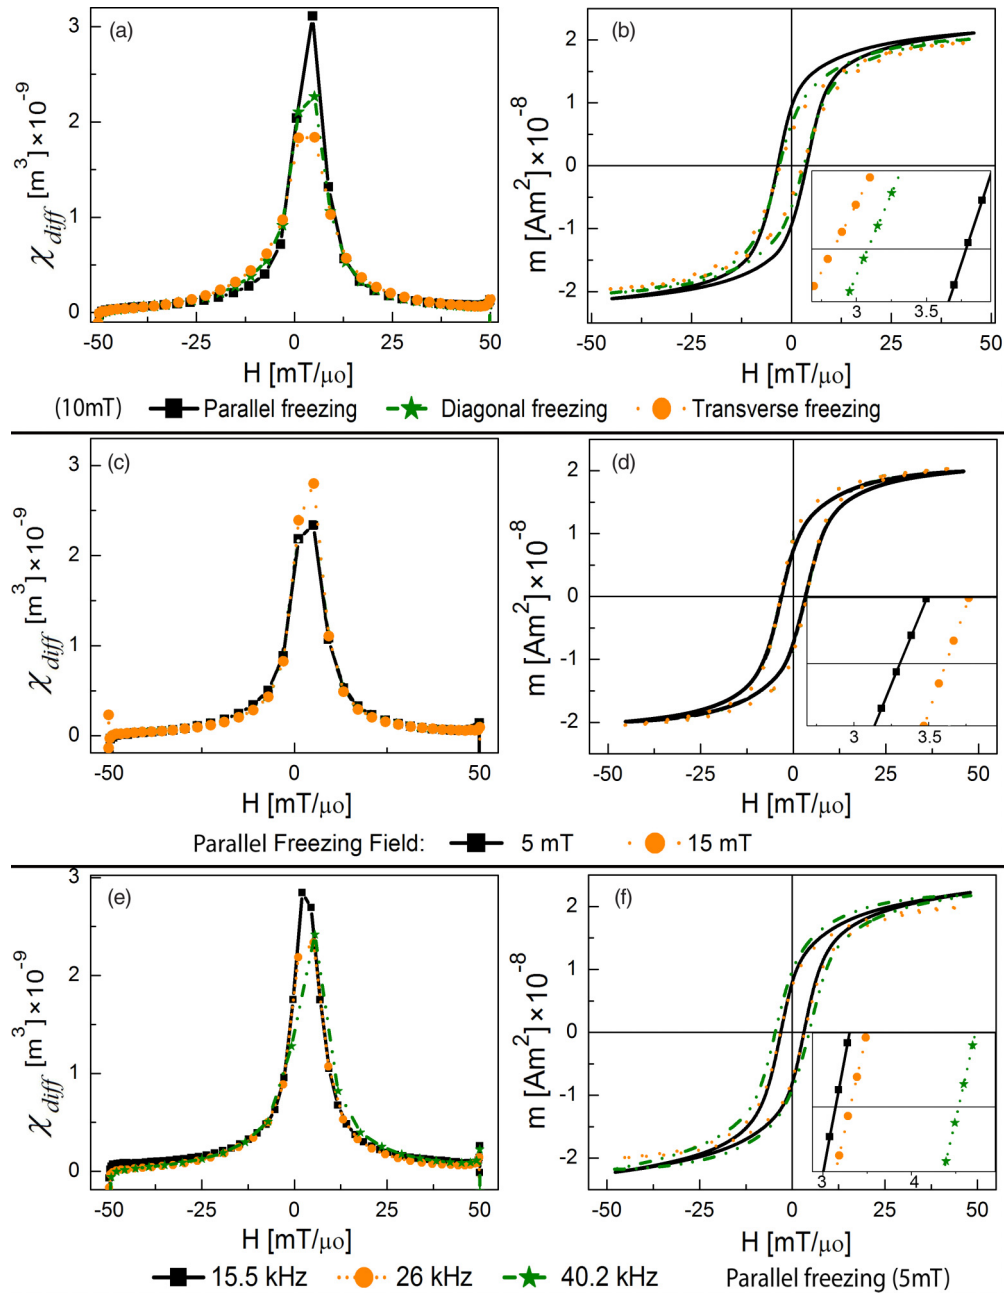 (a)
χdiff [m³]×10⁻⁹
3
2
1
0
-50 -25 0 25 50
H [mT/μo]
(b)
m [Am²]×10⁻⁸
2
1
0
-1
-2
3 3.5
-50 -25 0 25 50
H [mT/μo]
(10mT) Parallel freezing Diagonal freezing Transverse freezing
(c)
χdiff [m³]×10⁻⁹
3
2
1
0
-50 -25 0 25 50
H [mT/μo]
(d)
m [Am²]×10⁻⁸
2
1
0
-1
-2
3 3.5
-50 -25 0 25 50
H [mT/μo]
Parallel Freezing Field: 5 mT 15 mT
(e)
χdiff [m³]×10⁻⁹
3
2
1
0
-50 -25 0 25 50
H [mT/μo]
(f)
m [Am²]×10⁻⁸
2
1
0
-1
-2
3 4
-50 -25 0 25 50
H [mT/μo]
15.5 kHz 26 kHz 40.2 kHz Parallel freezing (5mT)